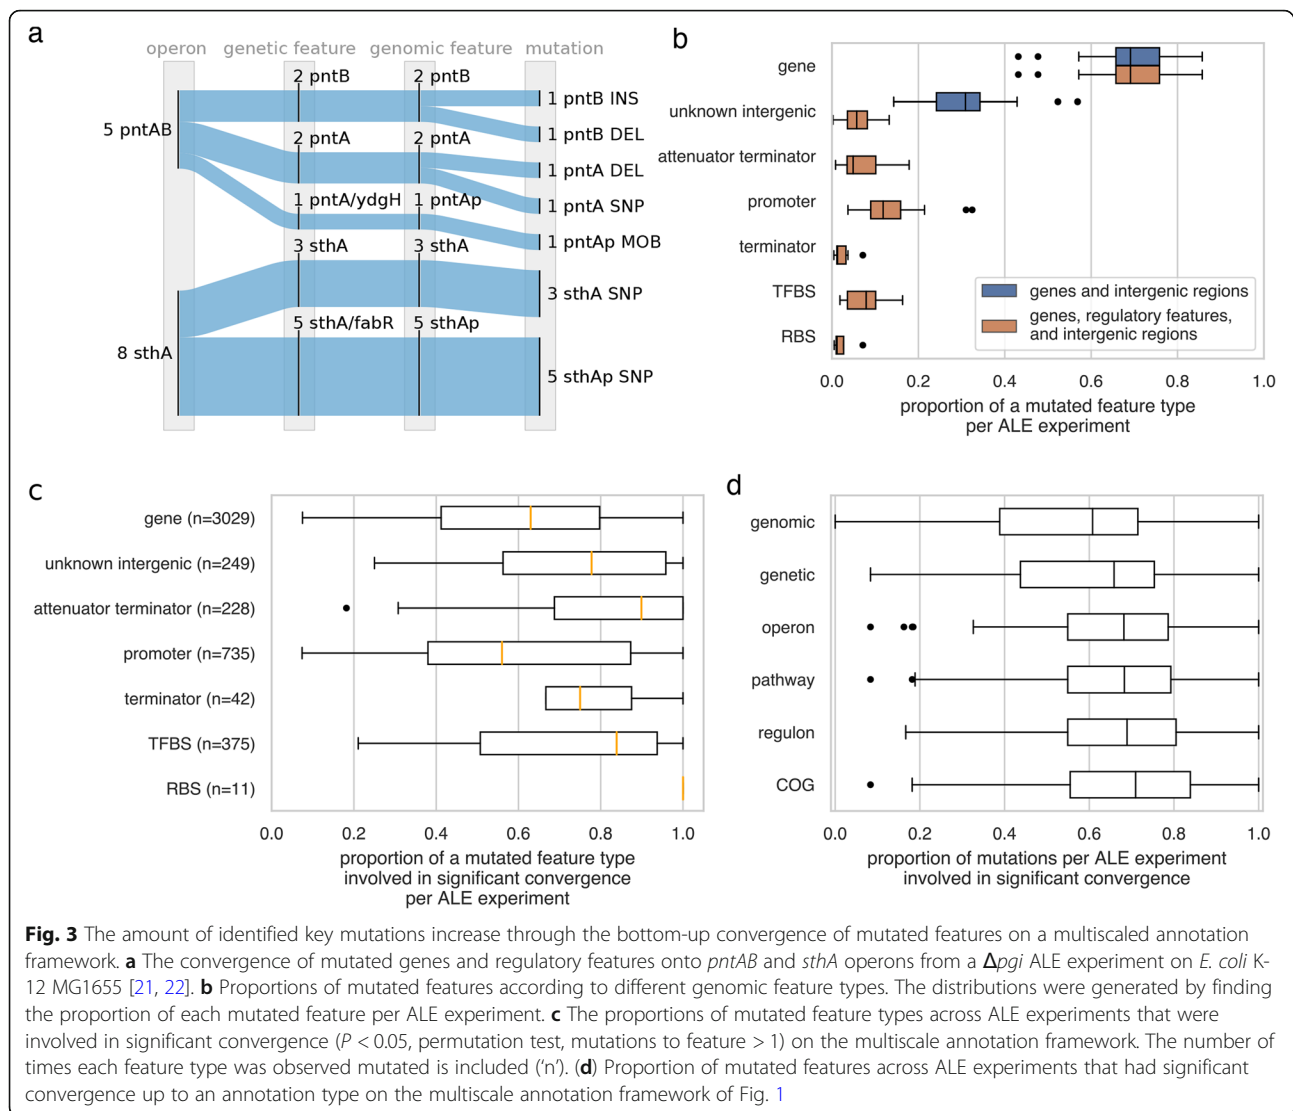 a
operon
genetic feature
genomic feature
mutation
5 pntAB
8 sthA
2 pntB
2 pntA
1 pntA/ydgH
3 sthA
5 sthA/fabR
2 pntB
2 pntA
1 pntAp
3 sthA
5 sthAp
1 pntB INS
1 pntB DEL
1 pntA DEL
1 pntA SNP
1 pntAp MOB
3 sthA SNP
5 sthAp SNP
b
gene
unknown intergenic
attenuator terminator
promoter
terminator
TFBS
RBS
genes and intergenic regions
genes, regulatory features,
and intergenic regions
0.0 0.2 0.4 0.6 0.8 1.0
proportion of a mutated feature type
per ALE experiment
c
gene (n=3029)
unknown intergenic (n=249)
attenuator terminator (n=228)
promoter (n=735)
terminator (n=42)
TFBS (n=375)
RBS (n=11)
0.0 0.2 0.4 0.6 0.8 1.0
proportion of a mutated feature type
involved in significant convergence
per ALE experiment
d
genomic
genetic
operon
pathway
regulon
COG
0.0 0.2 0.4 0.6 0.8 1.0
proportion of mutations per ALE experiment
involved in significant convergence
Fig. 3 The amount of identified key mutations increase through the bottom-up convergence of mutated features on a multiscaled annotation
framework. a The convergence of mutated genes and regulatory features onto pntAB and sthA operons from a Δpgi ALE experiment on E. coli K-
12 MG1655 [21, 22]. b Proportions of mutated features according to different genomic feature types. The distributions were generated by finding
the proportion of each mutated feature per ALE experiment. c The proportions of mutated feature types across ALE experiments that were
involved in significant convergence (P < 0.05, permutation test, mutations to feature > 1) on the multiscale annotation framework. The number of
times each feature type was observed mutated is included (‘n’). (d) Proportion of mutated features across ALE experiments that had significant
convergence up to an annotation type on the multiscale annotation framework of Fig. 1